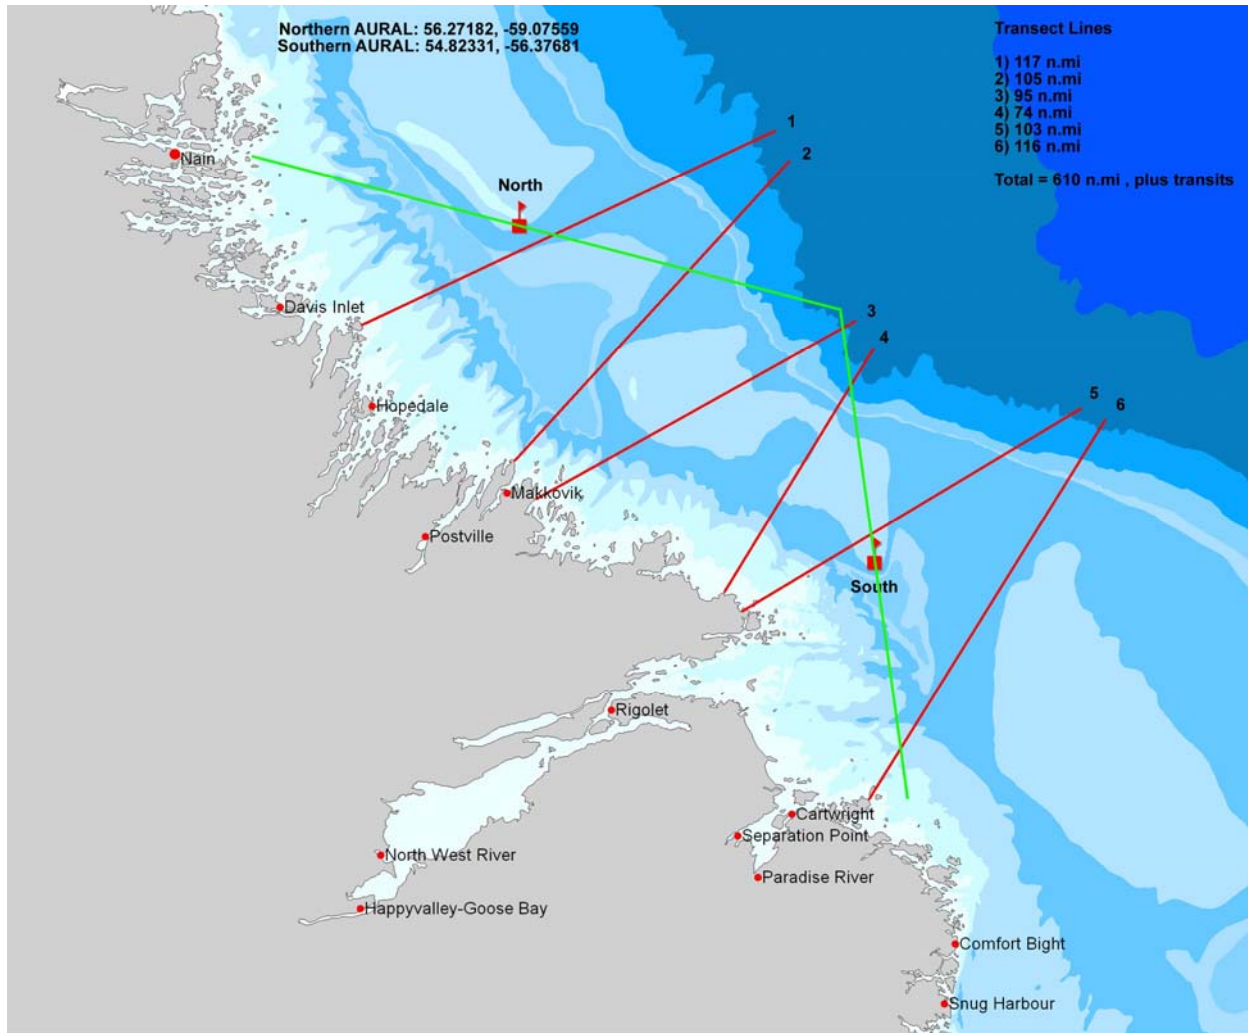 Northern AURAL: 56.27182, -59.07559
Southern AURAL: 54.82331, -56.37681
Transect Lines
1) 117 n.mi
2) 105 n.mi
3) 95 n.mi
4) 74 n.mi
5) 103 n.mi
6) 116 n.mi
Total = 610 n.mi , plus transits
1
2
Nain
North
Davis Inlet
3
4
5
6
Hopedale
Makkovik
Postville
South
Rigolet
Cartwright
Separation Point
North West River
Paradise River
Happyvalley-Goose Bay
Comfort Bight
Snug Harbour